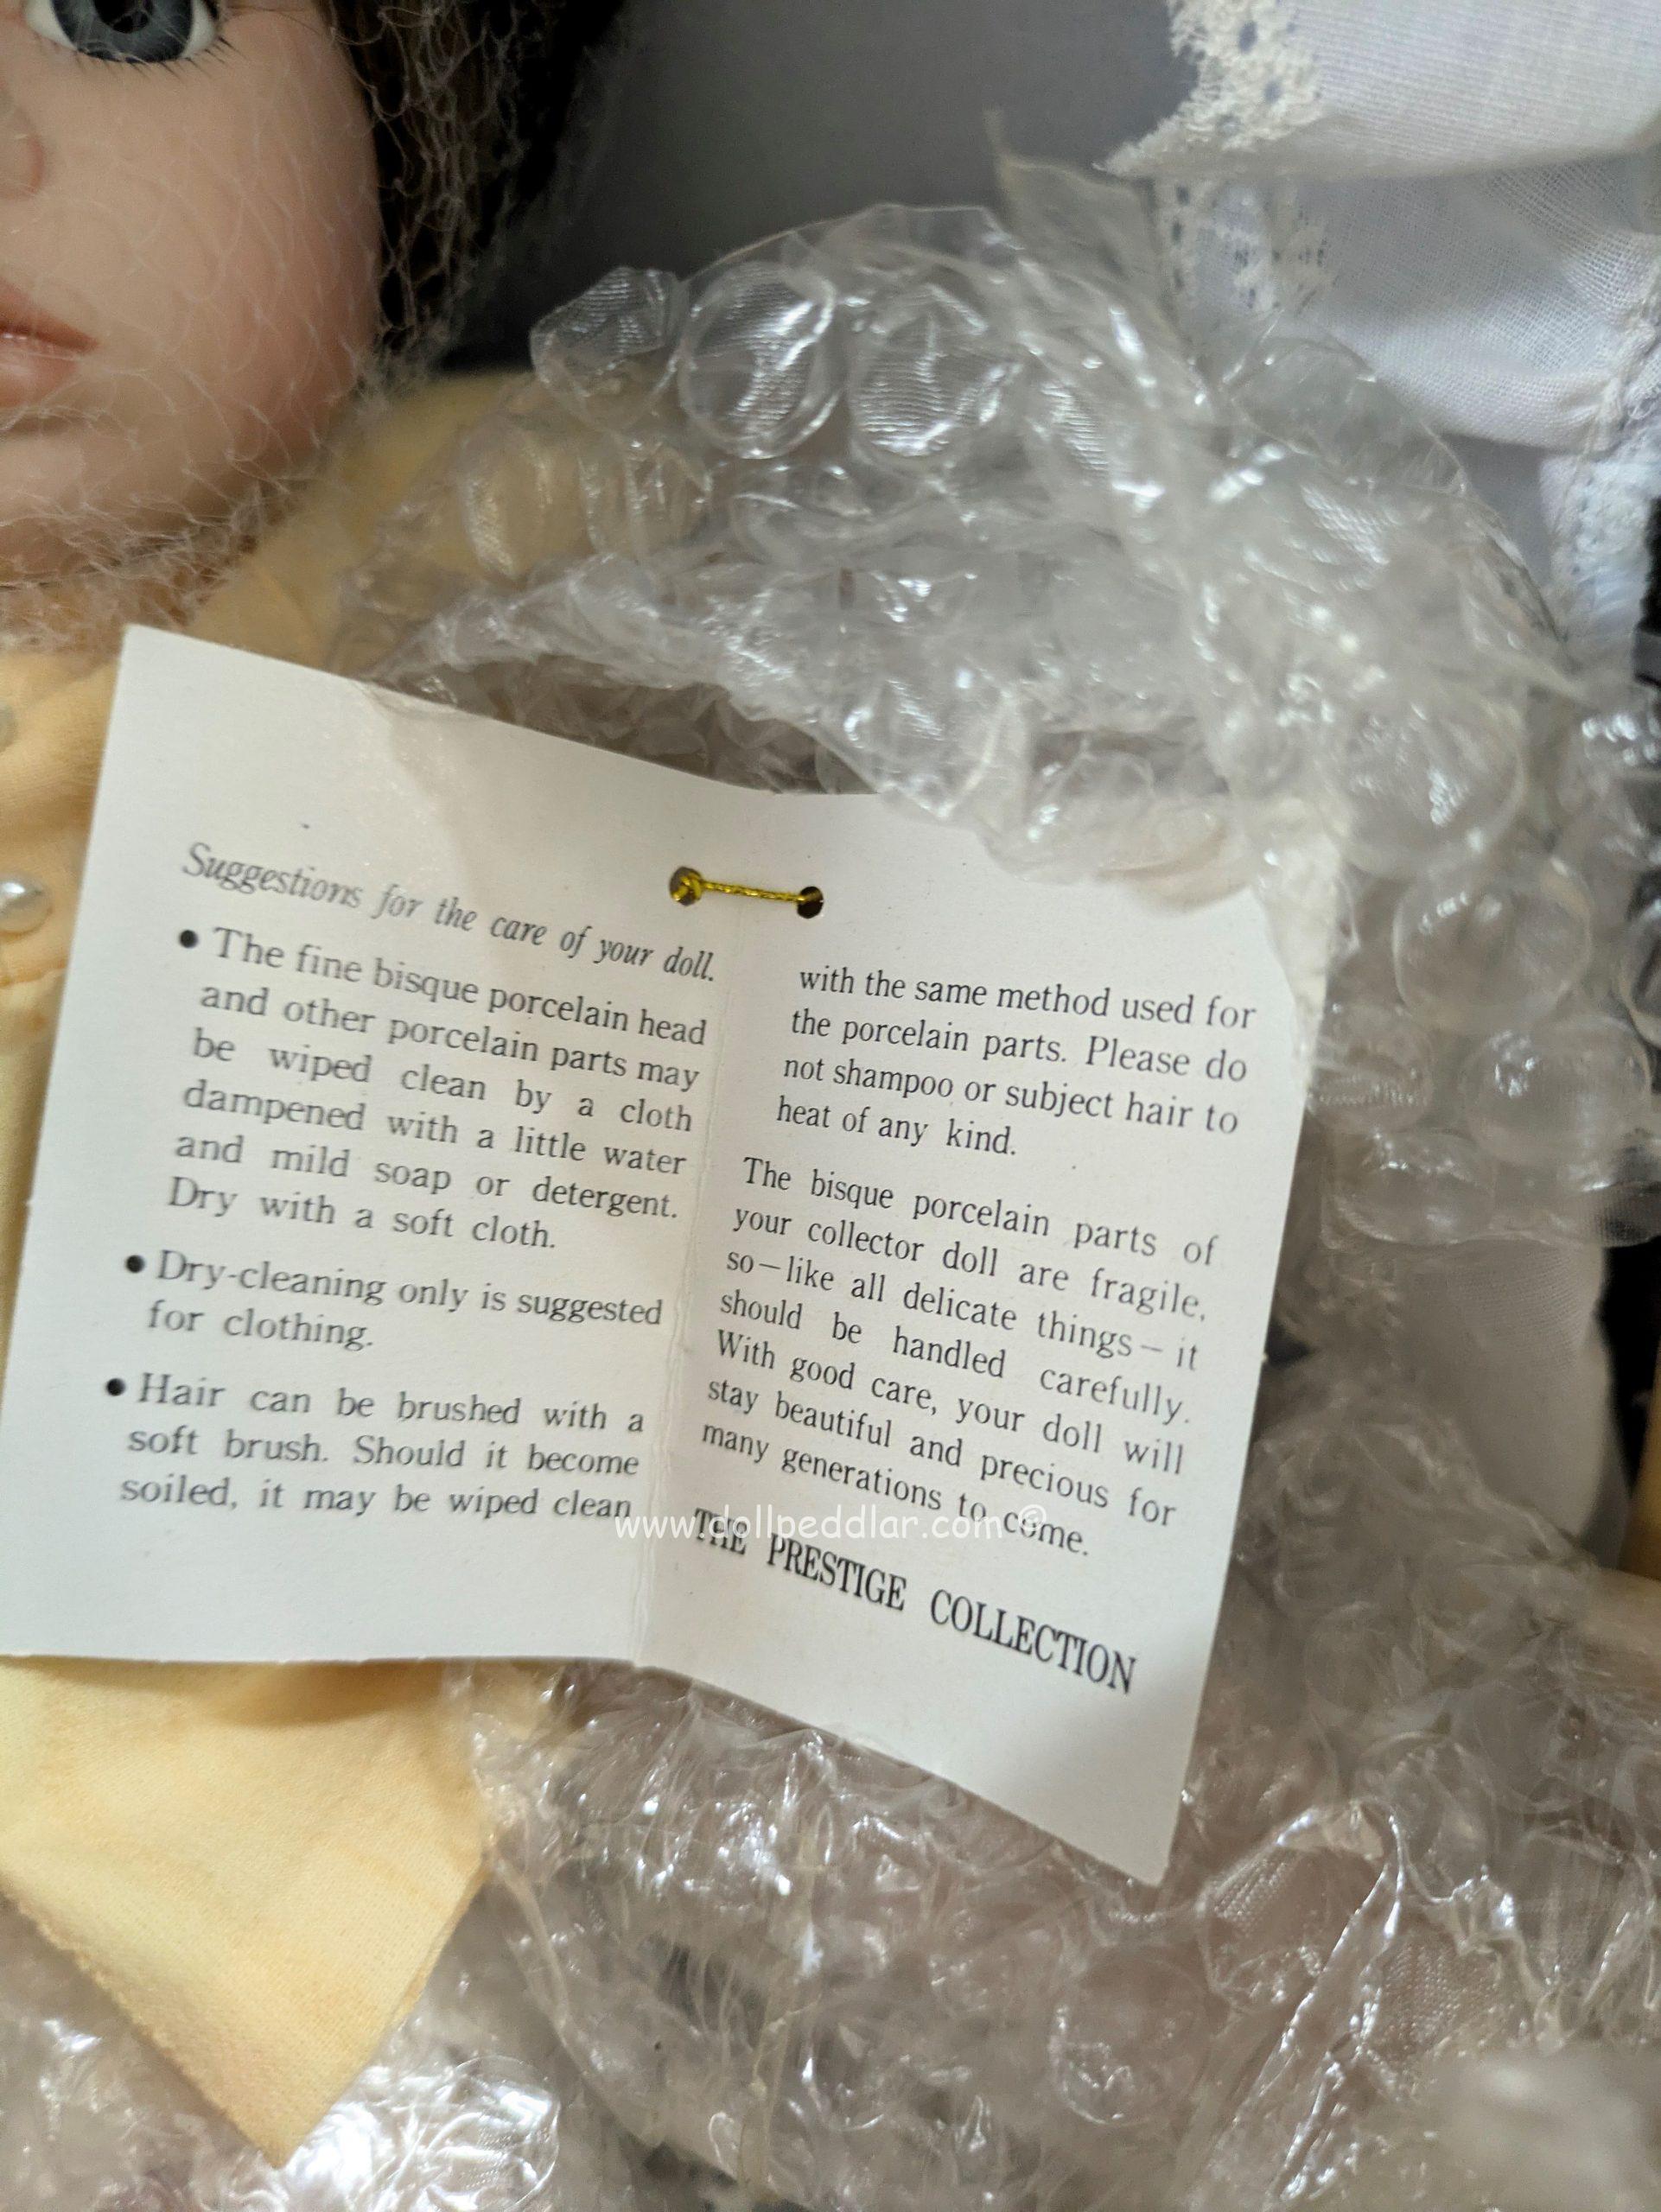 Suggestions for the care of your doll.
• The fine bisque porcelain head
and other porcelain parts may
be wiped clean by a cloth
dampened with a little water
and mild soap or detergent.
Dry with a soft cloth.
• Dry-cleaning only is suggested
for clothing.
• Hair can be brushed with a
soft brush. Should it become
soiled, it may be wiped clean
with the same method used for
the porcelain parts. Please do
not shampoo or subject hair to
heat of any kind.
The bisque porcelain parts of
your collector doll are fragile,
so—like all delicate things—it
should be handled carefully.
With good care, your doll will
stay beautiful and precious for
many generations to come.
THE PRESTIGE COLLECTION
www.dollpeddlar.com ©